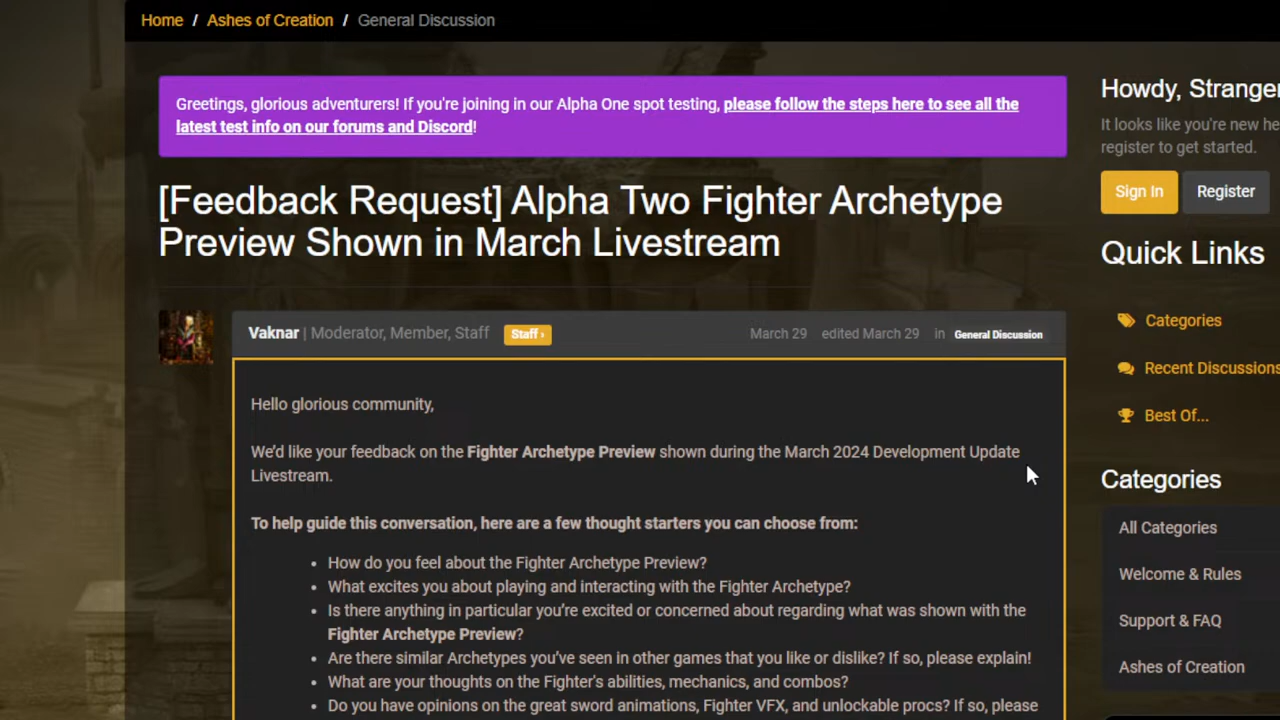 Home / Ashes of Creation / General Discussion
Greetings, glorious adventurers! If you're joining in our Alpha One spot testing, please follow the steps here to see all the
latest test info on our forums and Discord!
[Feedback Request] Alpha Two Fighter Archetype
Preview Shown in March Livestream
Vaknar | Moderator, Member, Staff Staff › March 29 edited March 29 in General Discussion
Hello glorious community,
We'd like your feedback on the Fighter Archetype Preview shown during the March 2024 Development Update
Livestream.
To help guide this conversation, here are a few thought starters you can choose from:
• How do you feel about the Fighter Archetype Preview?
• What excites you about playing and interacting with the Fighter Archetype?
• Is there anything in particular you're excited or concerned about regarding what was shown with the
Fighter Archetype Preview?
• Are there similar Archetypes you've seen in other games that you like or dislike? If so, please explain!
• What are your thoughts on the Fighter's abilities, mechanics, and combos?
• Do you have opinions on the great sword animations, Fighter VFX, and unlockable procs? If so, please
Howdy, Stranger
It looks like you're new he
register to get started.
Sign In Register
Quick Links
Categories
Recent Discussions
Best Of...
Categories
All Categories
Welcome & Rules
Support & FAQ
Ashes of Creation